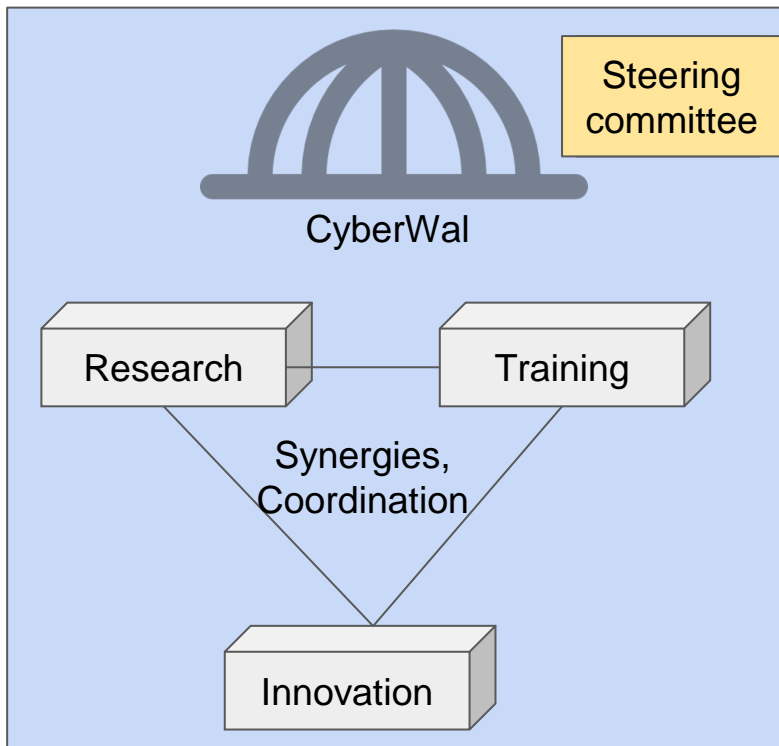 Steering
committee
CyberWal
Research
Training
Synergies,
Coordination
Innovation